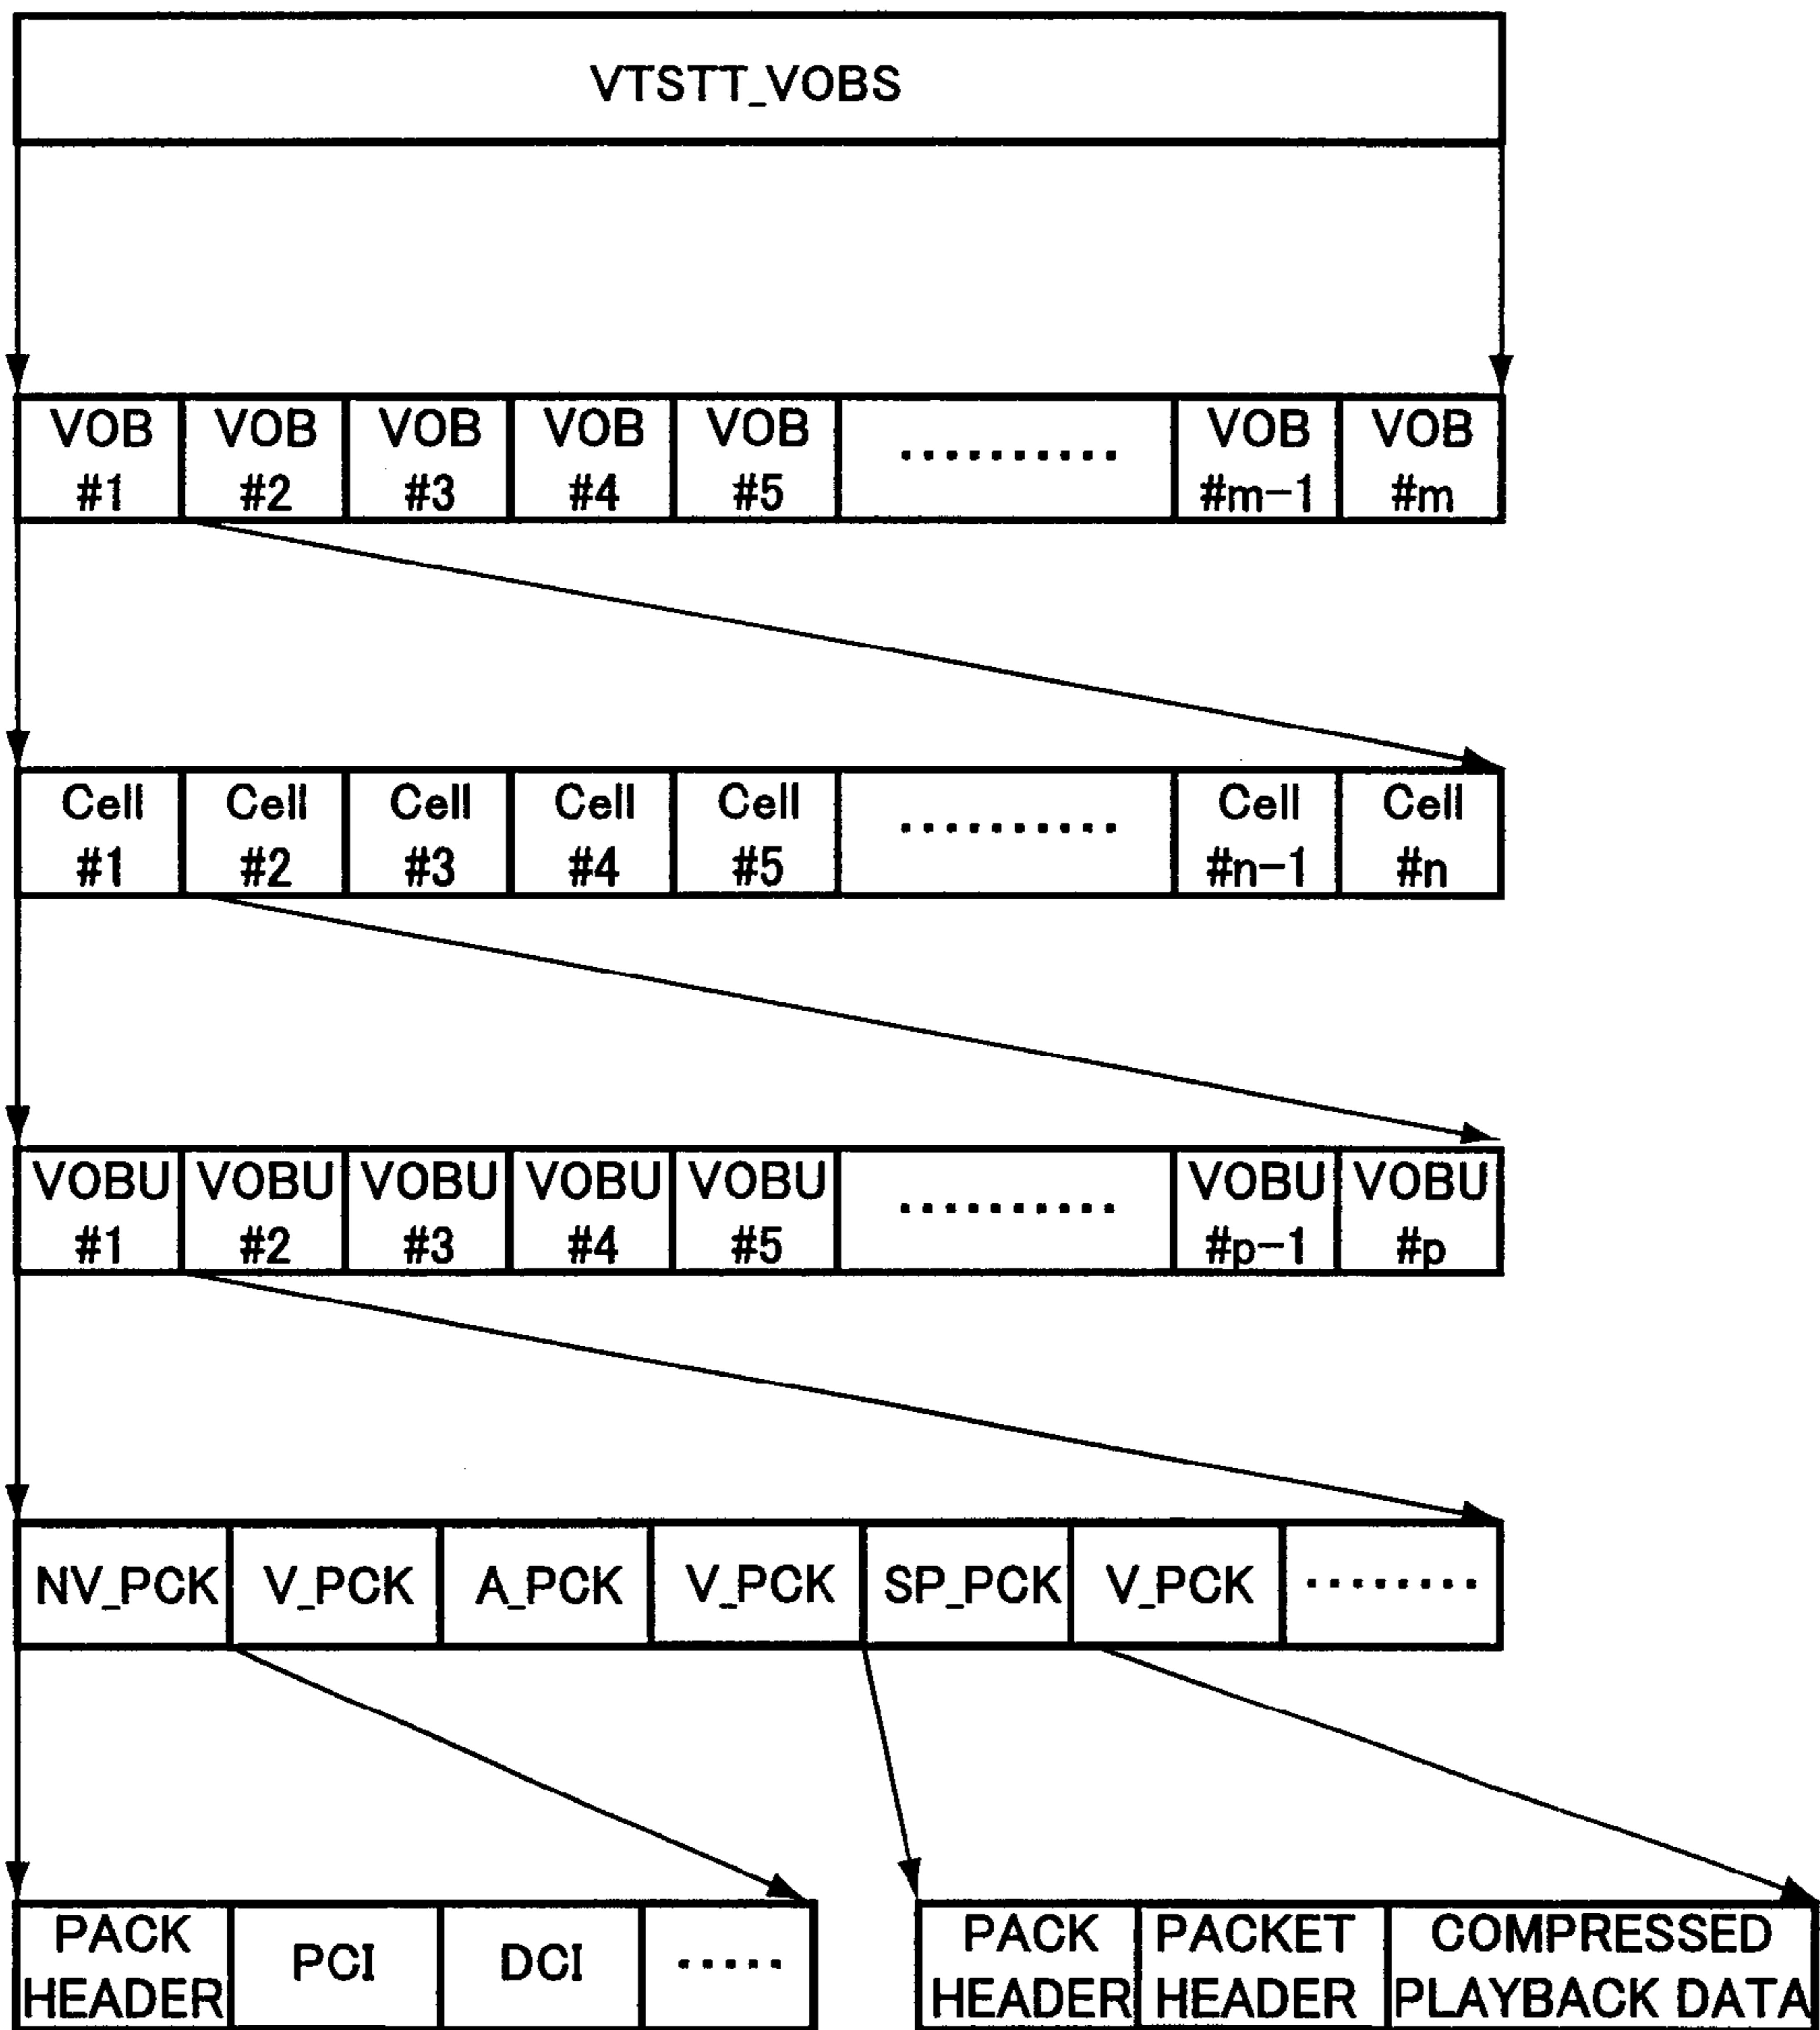 VTSTT_VOBS
VOB #1 VOB #2 VOB #3 VOB #4 VOB #5 ·········· VOB #m-1 VOB #m
Cell #1 Cell #2 Cell #3 Cell #4 Cell #5 ·········· Cell #n-1 Cell #n
VOBU #1 VOBU #2 VOBU #3 VOBU #4 VOBU #5 ·········· VOBU #p-1 VOBU #p
NV_PCK V_PCK A_PCK V_PCK SP_PCK V_PCK ········
PACK HEADER PCI DCI ····· PACK HEADER PACKET HEADER COMPRESSED PLAYBACK DATA